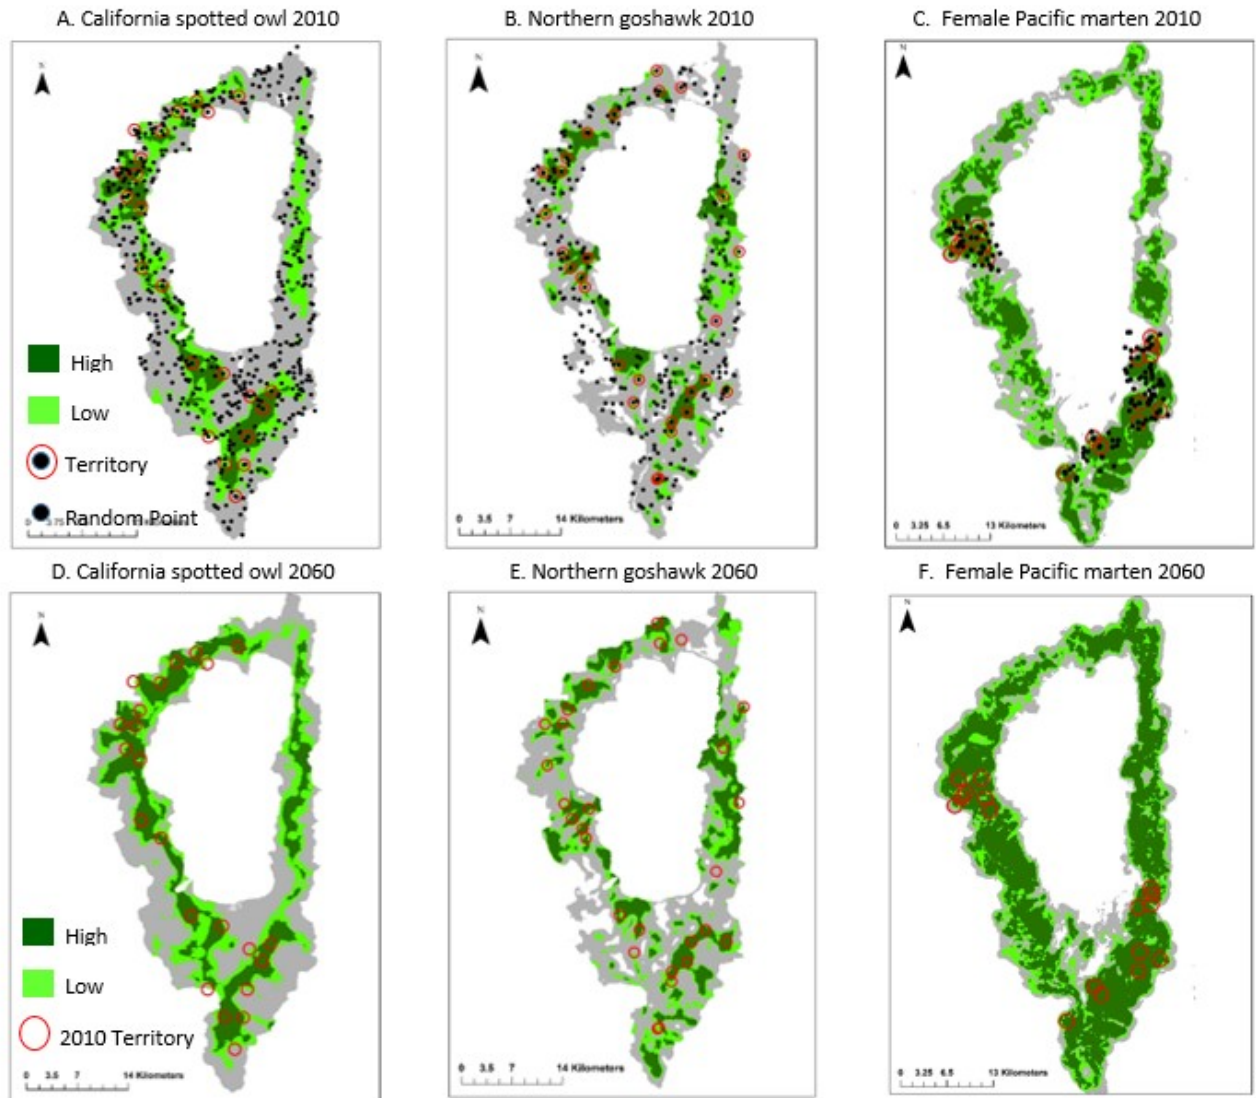 A. California spotted owl 2010
B. Northern goshawk 2010
C. Female Pacific marten 2010
N
N
N
High
Low
Territory
Random Point
0 3.5 7 14 Kilometers
0 3.25 6.5 13 Kilometers
D. California spotted owl 2060
E. Northern goshawk 2060
F. Female Pacific marten 2060
N
N
N
High
Low
2010 Territory
0 3.5 7 14 Kilometers
0 3.5 7 14 Kilometers
0 3.25 6.5 13 Kilometers